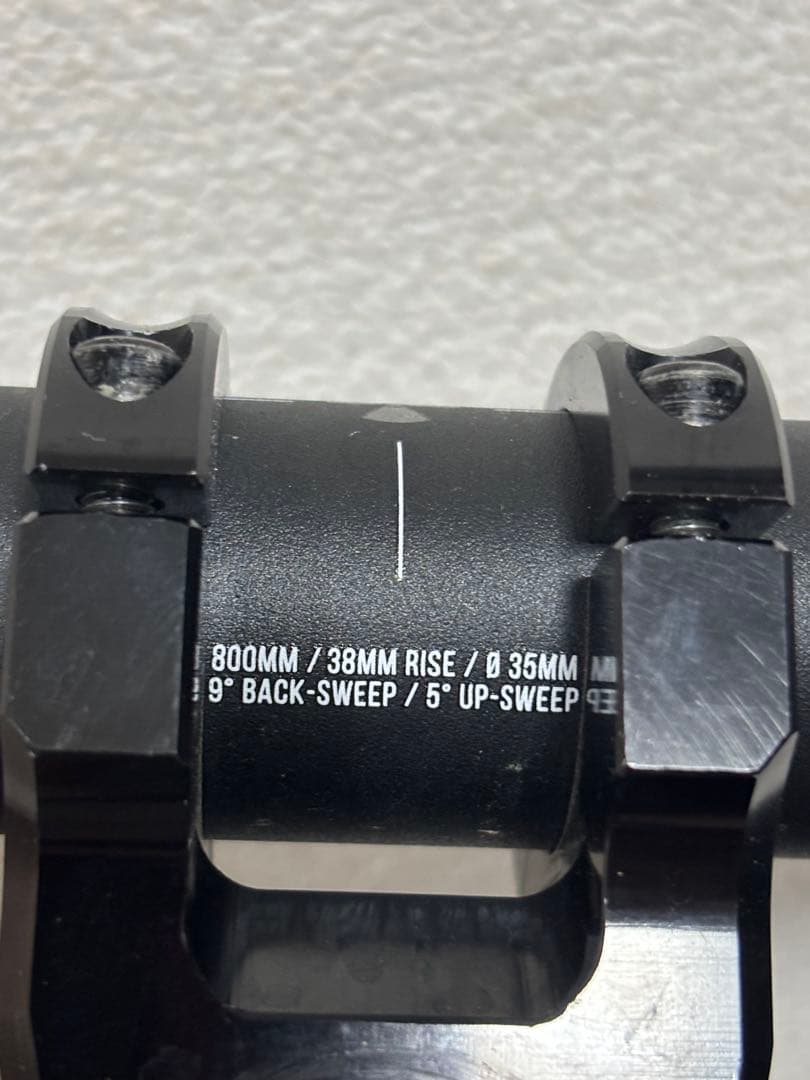 800MM / 38MM RISE / Ø 35MM
9° BACK-SWEEP / 5° UP-SWEEP